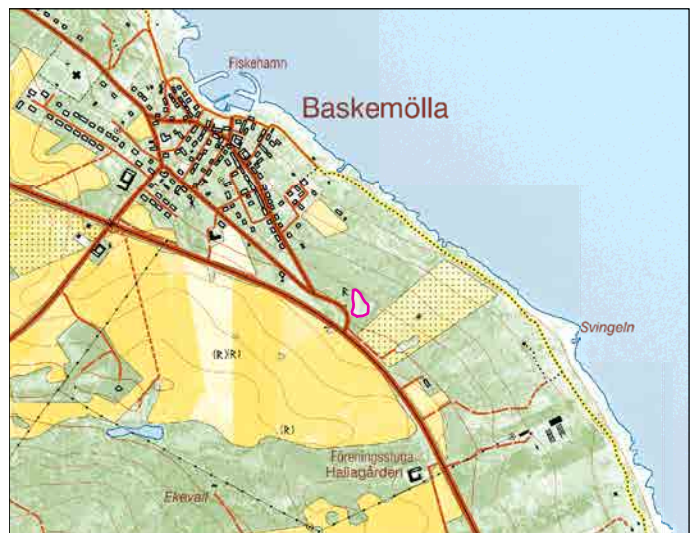 Fiskehamn
Baskemölla
R
Svingeln
(R)(R)
(R)
Föreningsstuga
Hallagården
Ekevall